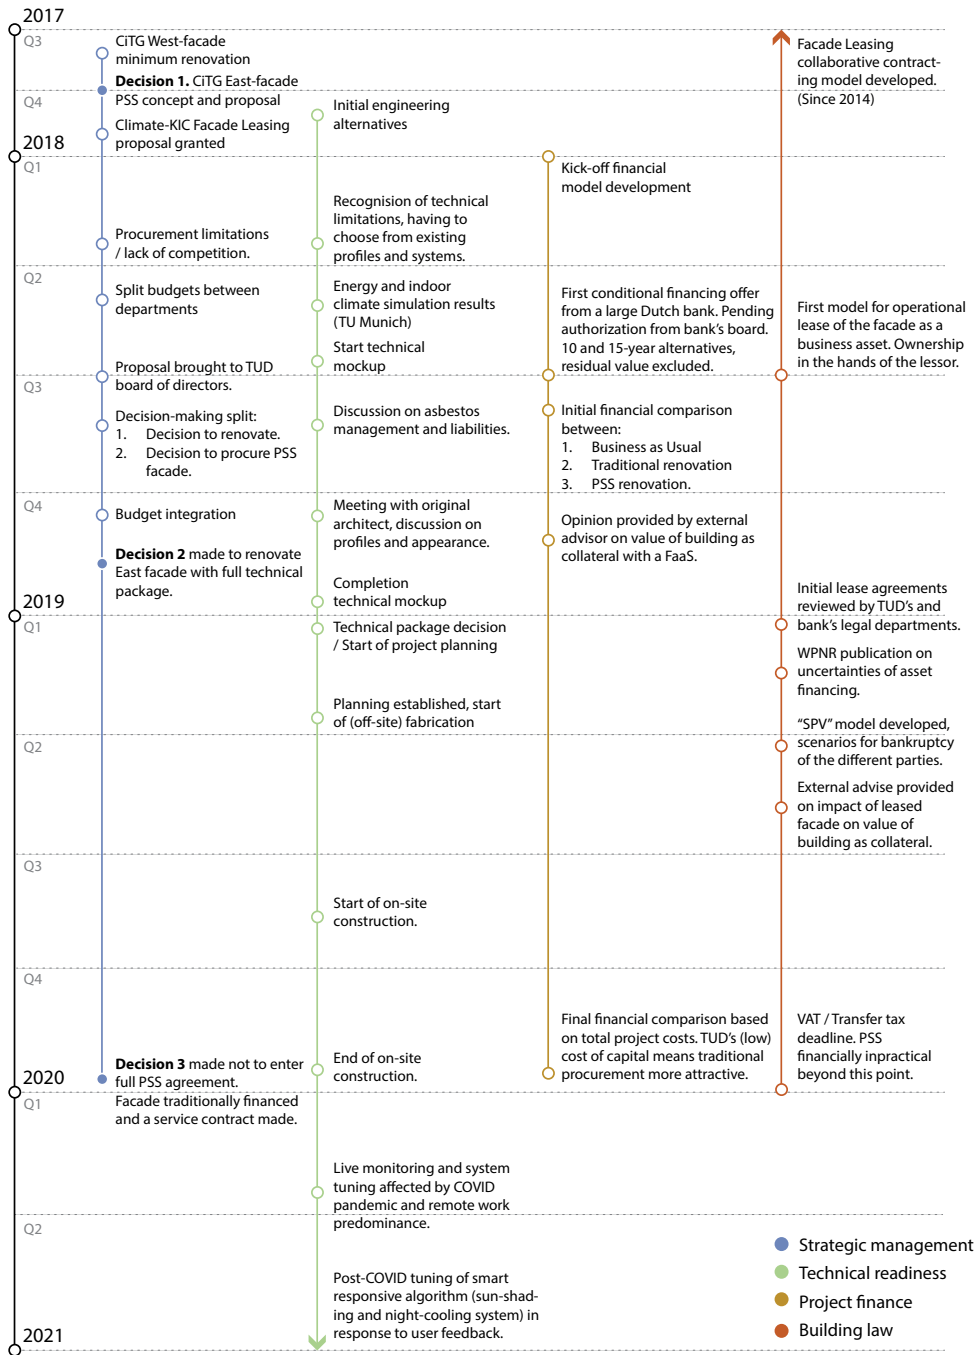 2017
Q3
CiTG West-facade
minimum renovation
Decision 1. CiTG East-facade
PSS concept and proposal
Q4
Climate-KIC Facade Leasing
proposal granted
Initial engineering
alternatives
Facade Leasing
collaborative contract-
ing model developed.
(Since 2014)
2018
Q1
Kick-off financial
model development
Procurement limitations
/ lack of competition.
Recognision of technical
limitations, having to
choose from existing
profiles and systems.
Q2
Split budgets between
departments
Energy and indoor
climate simulation results
(TU Munich)
Start technical
mockup
First conditional financing offer
from a large Dutch bank. Pending
authorization from bank's board.
10 and 15-year alternatives,
residual value excluded.
First model for operational
lease of the facade as a
business asset. Ownership
in the hands of the lessor.
Proposal brought to TUD
board of directors.
Q3
Decision-making split:
1. Decision to renovate.
2. Decision to procure PSS
facade.
Discussion on asbestos
management and liabilities.
Initial financial comparison
between:
1. Business as Usual
2. Traditional renovation
3. PSS renovation.
Q4
Budget integration
Decision 2 made to renovate
East facade with full technical
package.
Meeting with original
architect, discussion on
profiles and appearance.
Completion
technical mockup
Opinion provided by external
advisor on value of building as
collateral with a FaaS.
2019
Q1
Technical package decision
/ Start of project planning
Planning established, start
of (off-site) fabrication
Initial lease agreements
reviewed by TUD's and
bank's legal departments.
WPNR publication on
uncertainties of asset
financing.
Q2
"SPV" model developed,
scenarios for bankruptcy
of the different parties.
External advise provided
on impact of leased
facade on value of
building as collateral.
Q3
Start of on-site
construction.
Q4
Decision 3 made not to enter
full PSS agreement.
Facade traditionally financed
and a service contract made.
End of on-site
construction.
Final financial comparison based
on total project costs. TUD's (low)
cost of capital means traditional
procurement more attractive.
VAT / Transfer tax
deadline. PSS
financially inpractical
beyond this point.
2020
Q1
Live monitoring and system
tuning affected by COVID
pandemic and remote work
predominance.
Q2
Post-COVID tuning of smart
responsive algorithm (sun-shad-
ing and night-cooling system) in
response to user feedback.
2021
Strategic management
Technical readiness
Project finance
Building law